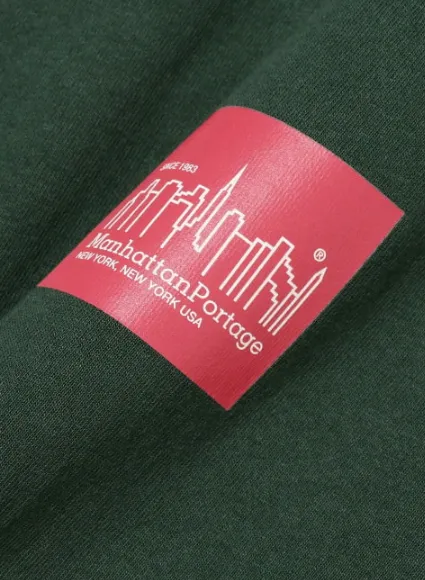 SINCE 1983
®
ManhattanPortage
NEW YORK, NEW YORK USA